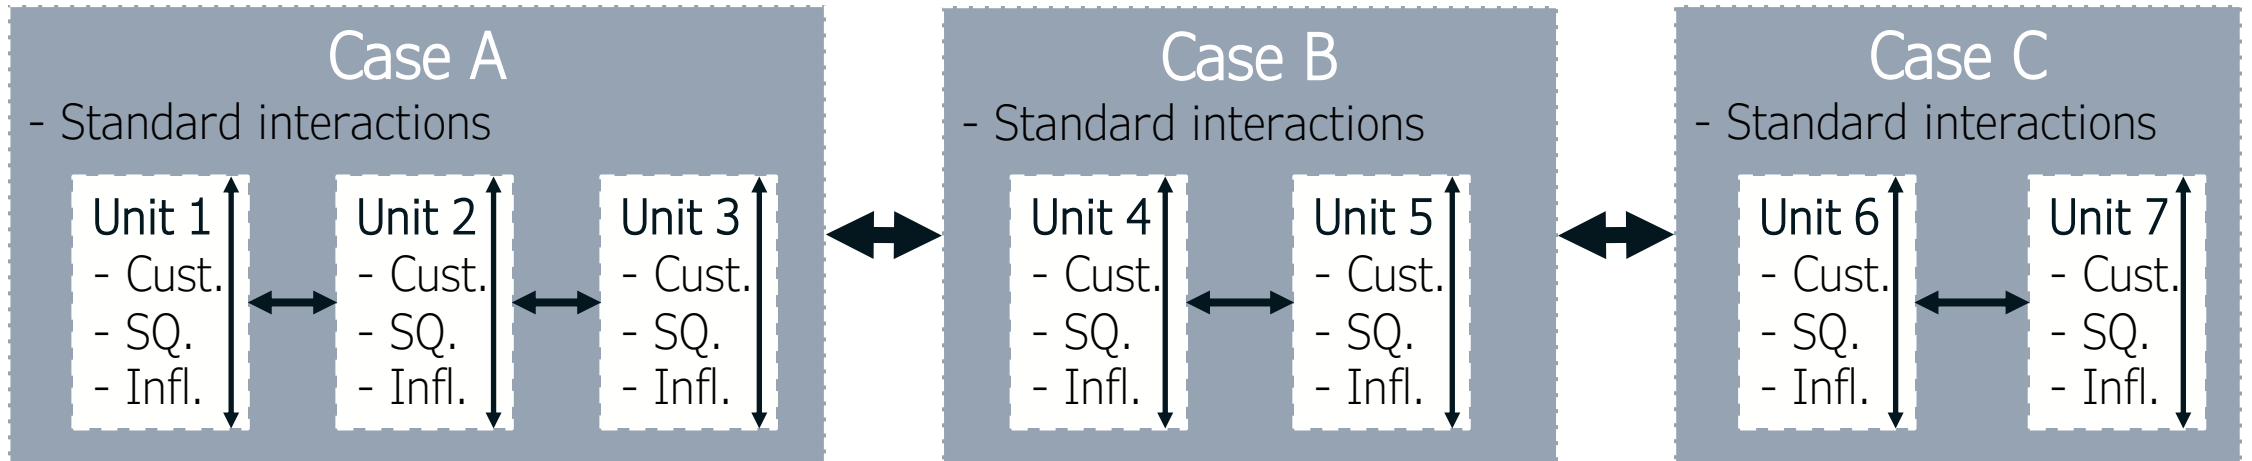 Case A
- Standard interactions
Unit 1
- Cust.
- SQ.
- Infl.
Unit 2
- Cust.
- SQ.
- Infl.
Unit 3
- Cust.
- SQ.
- Infl.
Case B
- Standard interactions
Unit 4
- Cust.
- SQ.
- Infl.
Unit 5
- Cust.
- SQ.
- Infl.
Case C
- Standard interactions
Unit 6
- Cust.
- SQ.
- Infl.
Unit 7
- Cust.
- SQ.
- Infl.